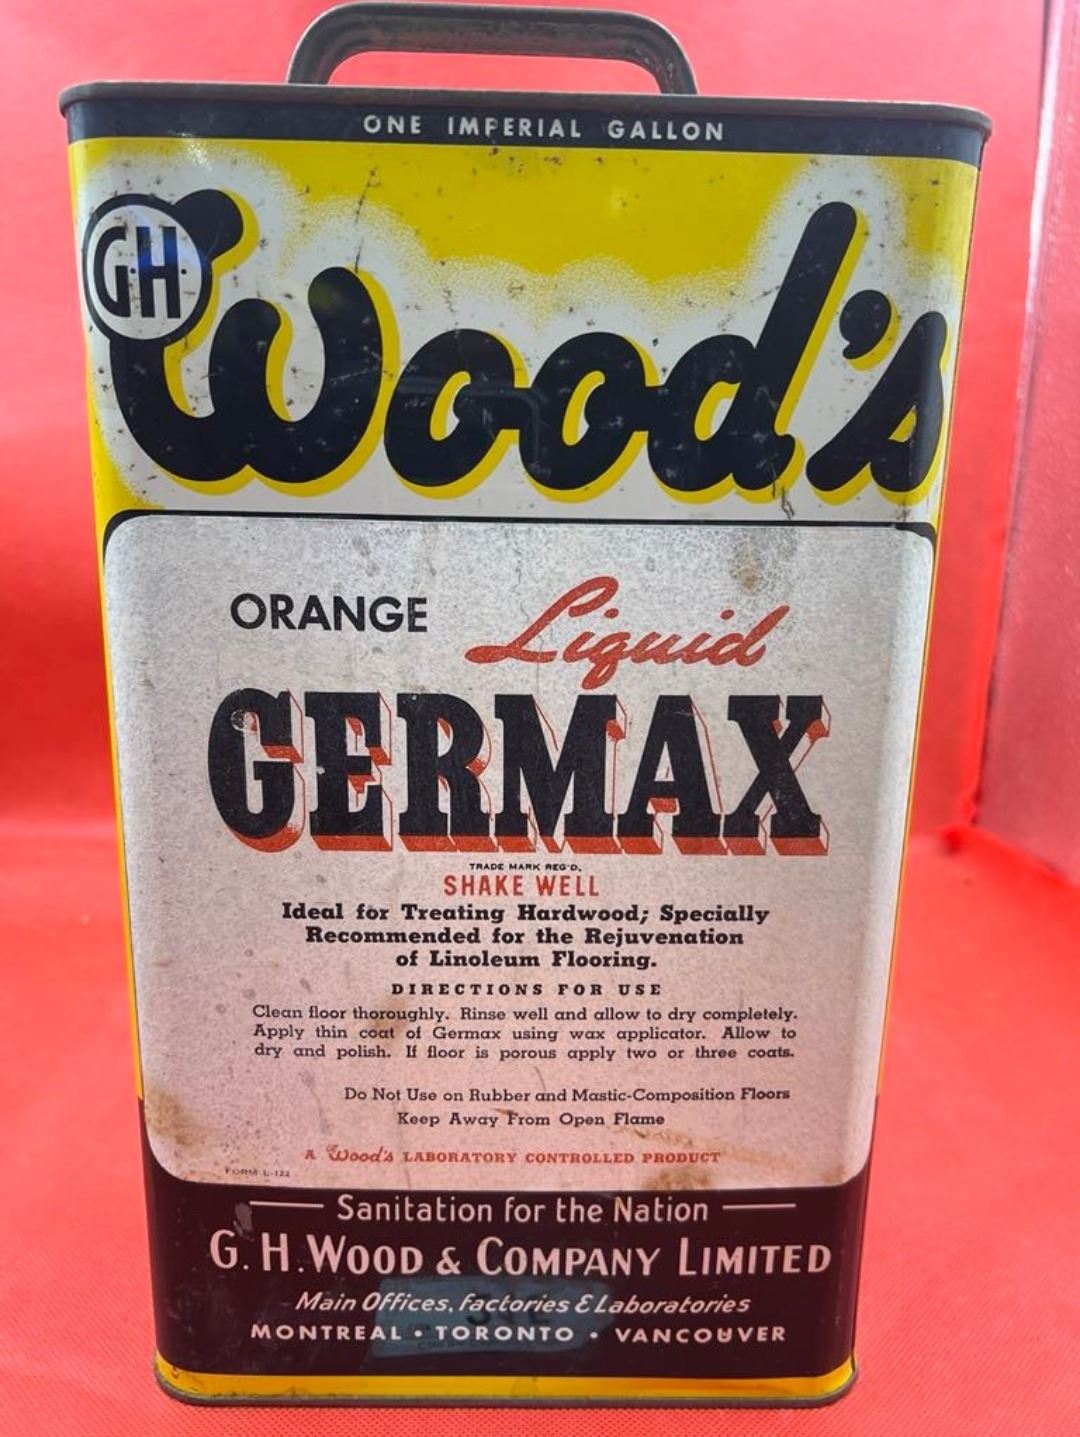 ONE IMPERIAL GALLON
G.H.
Wood's
ORANGE Liquid
GERMAX
TRADE MARK REG'D.
SHAKE WELL
Ideal for Treating Hardwood; Specially
Recommended for the Rejuvenation
of Linoleum Flooring.
DIRECTIONS FOR USE
Clean floor thoroughly. Rinse well and allow to dry completely.
Apply thin coat of Germax using wax applicator. Allow to
dry and polish. If floor is porous apply two or three coats.
Do Not Use on Rubber and Mastic-Composition Floors
Keep Away From Open Flame
A Wood's LABORATORY CONTROLLED PRODUCT
FORM L-122
Sanitation for the Nation
G. H. WOOD & COMPANY LIMITED
Main Offices, Factories & Laboratories
MONTREAL • TORONTO • VANCOUVER